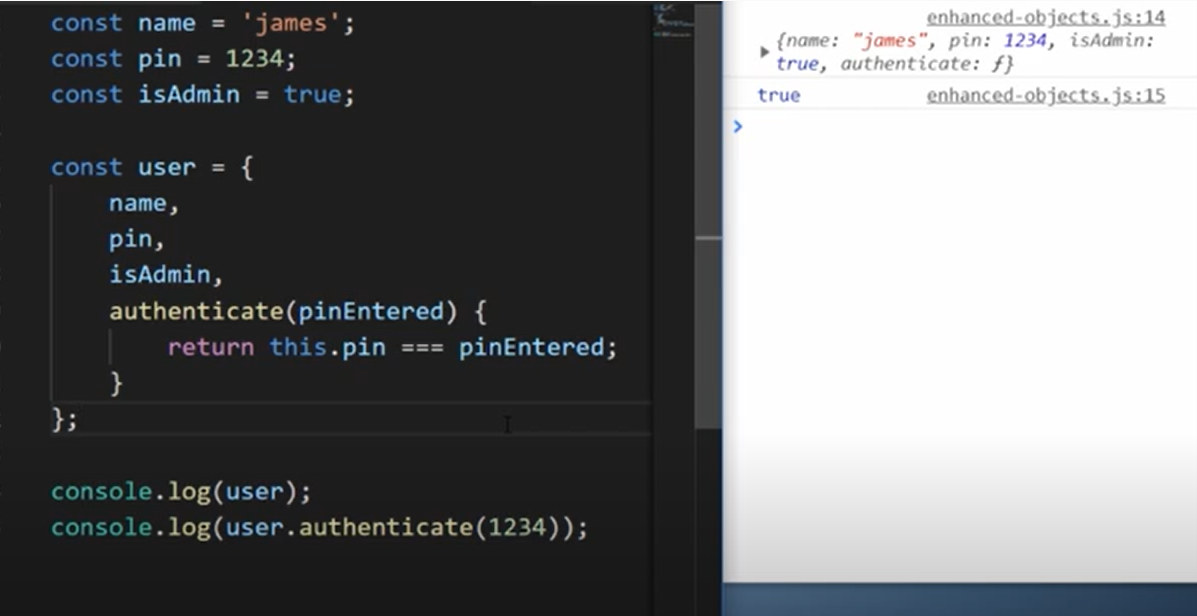 const name = 'james';
const pin = 1234;
const isAdmin = true;
const user = {
    name,
    pin,
    isAdmin,
    authenticate(pinEntered) {
        return this.pin === pinEntered;
    }
};
console.log(user);
console.log(user.authenticate(1234));
enhanced-objects.js:14
{name: "james", pin: 1234, isAdmin:
true, authenticate: ƒ}
true enhanced-objects.js:15